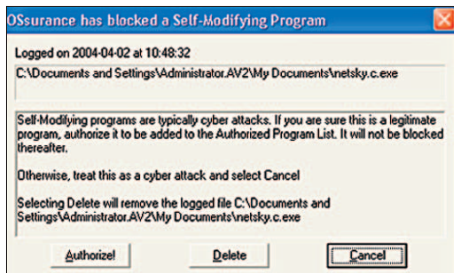 OSsurance has blocked a Self-Modifying Program
Logged on 2004-04-02 at 10:48:32
C:\Documents and Settings\Administrator.AV2\My Documents\netsky.c.exe
Self-Modifying programs are typically cyber attacks. If you are sure this is a legitimate
program, authorize it to be added to the Authorized Program List. It will not be blocked
thereafter.
Otherwise, treat this as a cyber attack and select Cancel
Selecting Delete will remove the logged file C:\Documents and
Settings\Administrator.AV2\My Documents\netsky.c.exe
Authorize! Delete Cancel